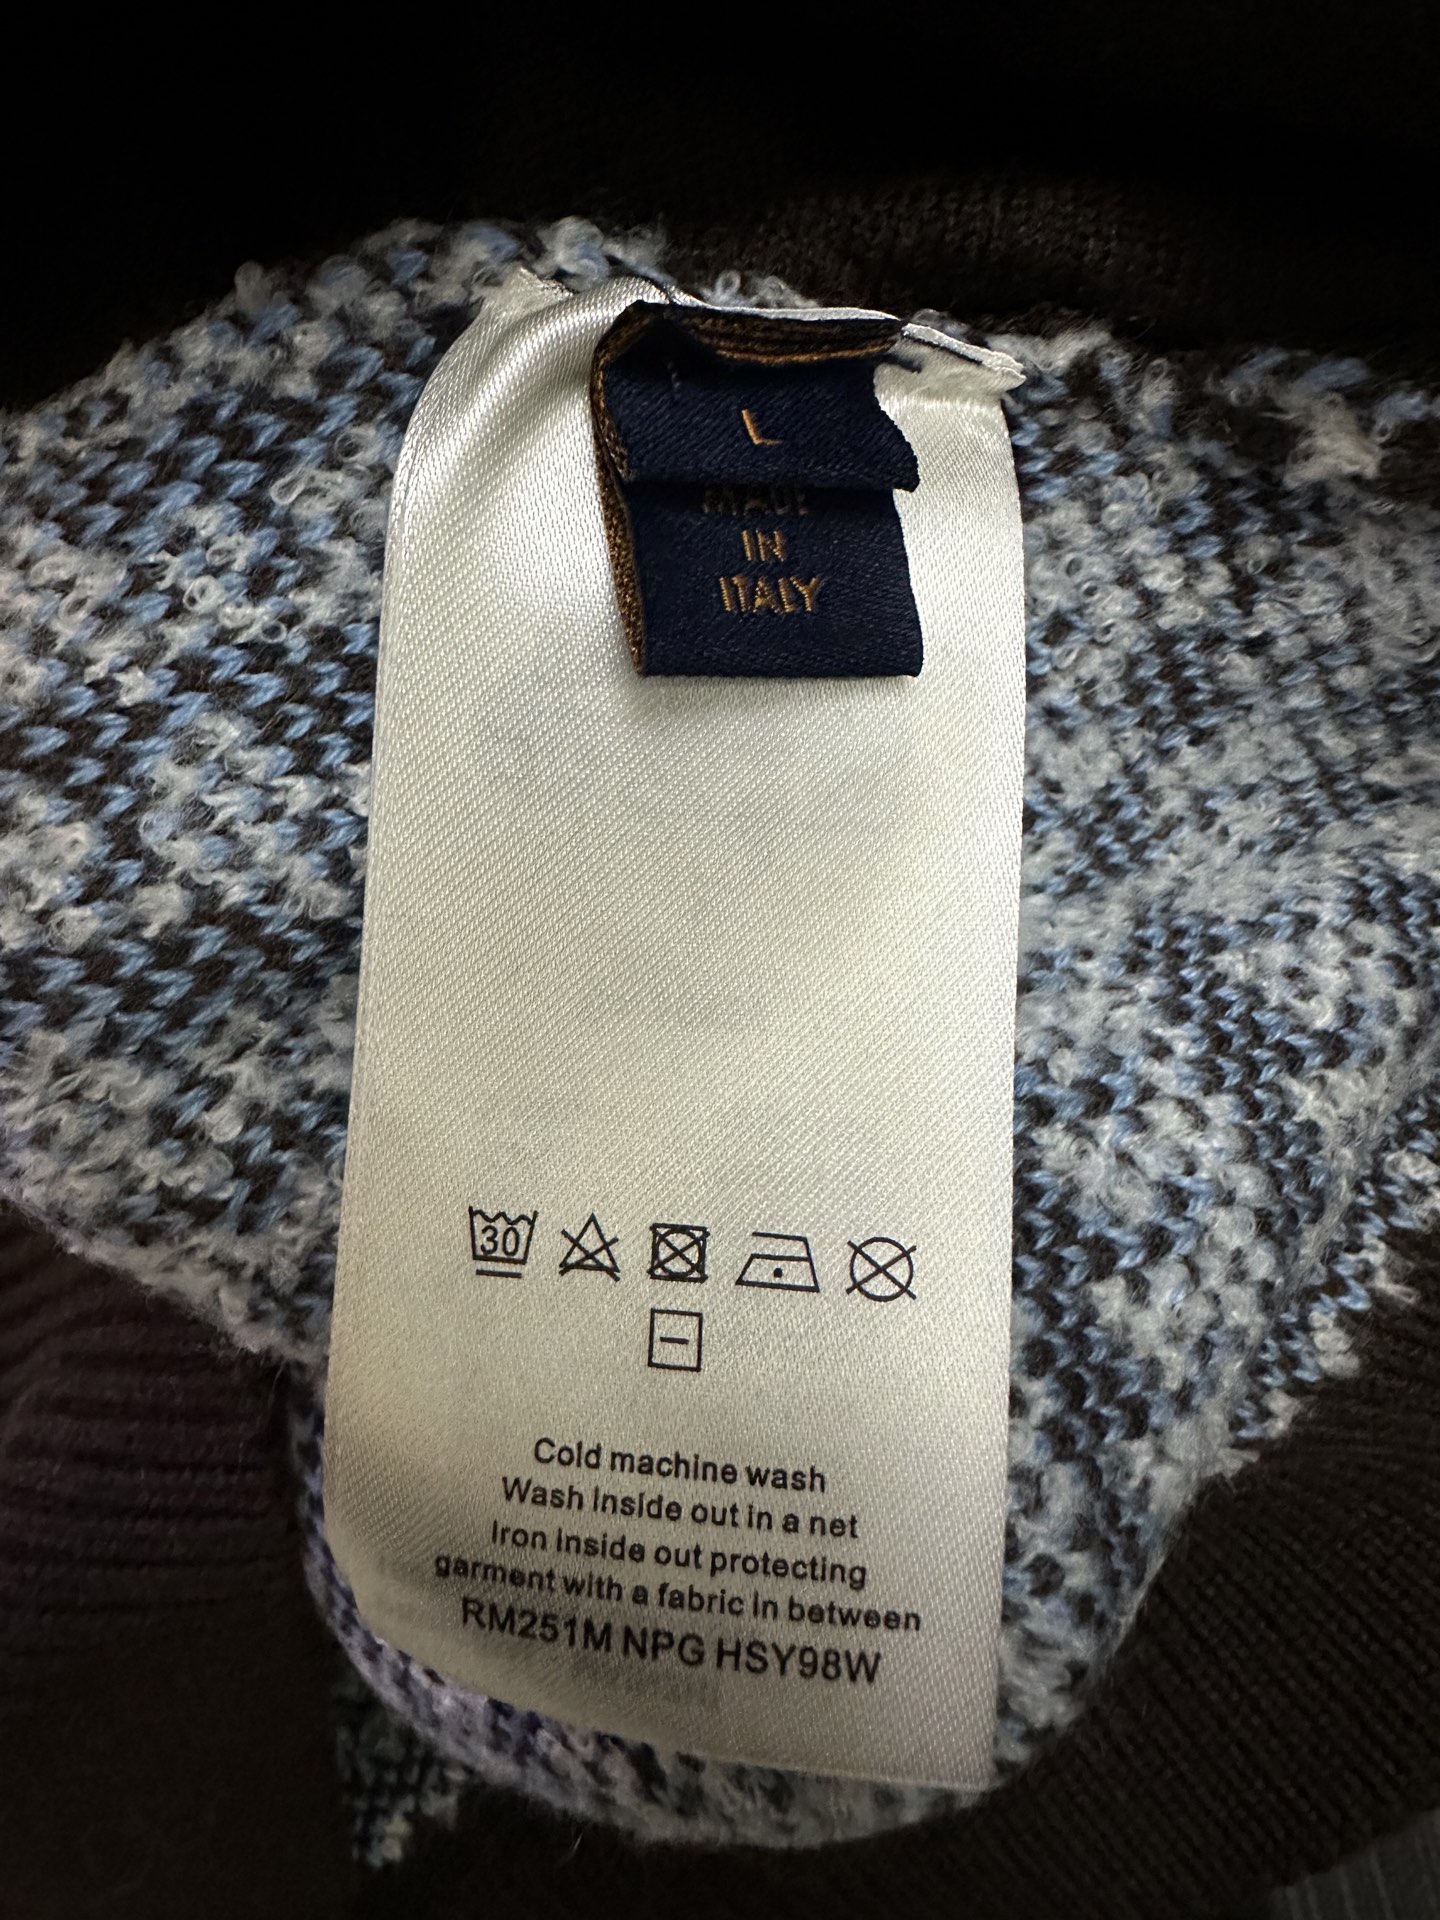 L
MADE
IN
ITALY
30
Cold machine wash
Wash inside out in a net
Iron inside out protecting
garment with a fabric in between
RM251M NPG HSY98W